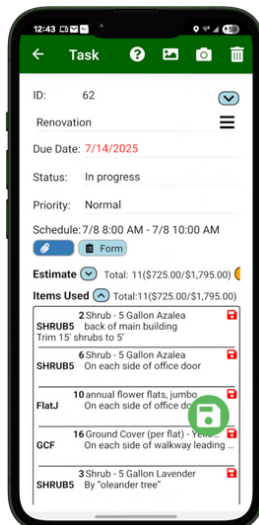 12:43
Task
ID: 62
Renovation
Due Date: 7/14/2025
Status: In progress
Priority: Normal
Schedule: 7/8 8:00 AM - 7/8 10:00 AM
Form
Estimate Total: 11($725.00/$1,795.00)
Items Used Total:11($725.00/$1,795.00)
2 Shrub - 5 Gallon Azalea
SHRUB5 back of main building
Trim 15' shrubs to 5'
6 Shrub - 5 Gallon Azalea
SHRUB5 On each side of office door
10 annual flower flats, jumbo
FlatJ On each side of office
16 Ground Cover (per flat) -
GCF On each side of walkway leading ...
3 Shrub - 5 Gallon Lavender
SHRUB5 By "oleander tree"